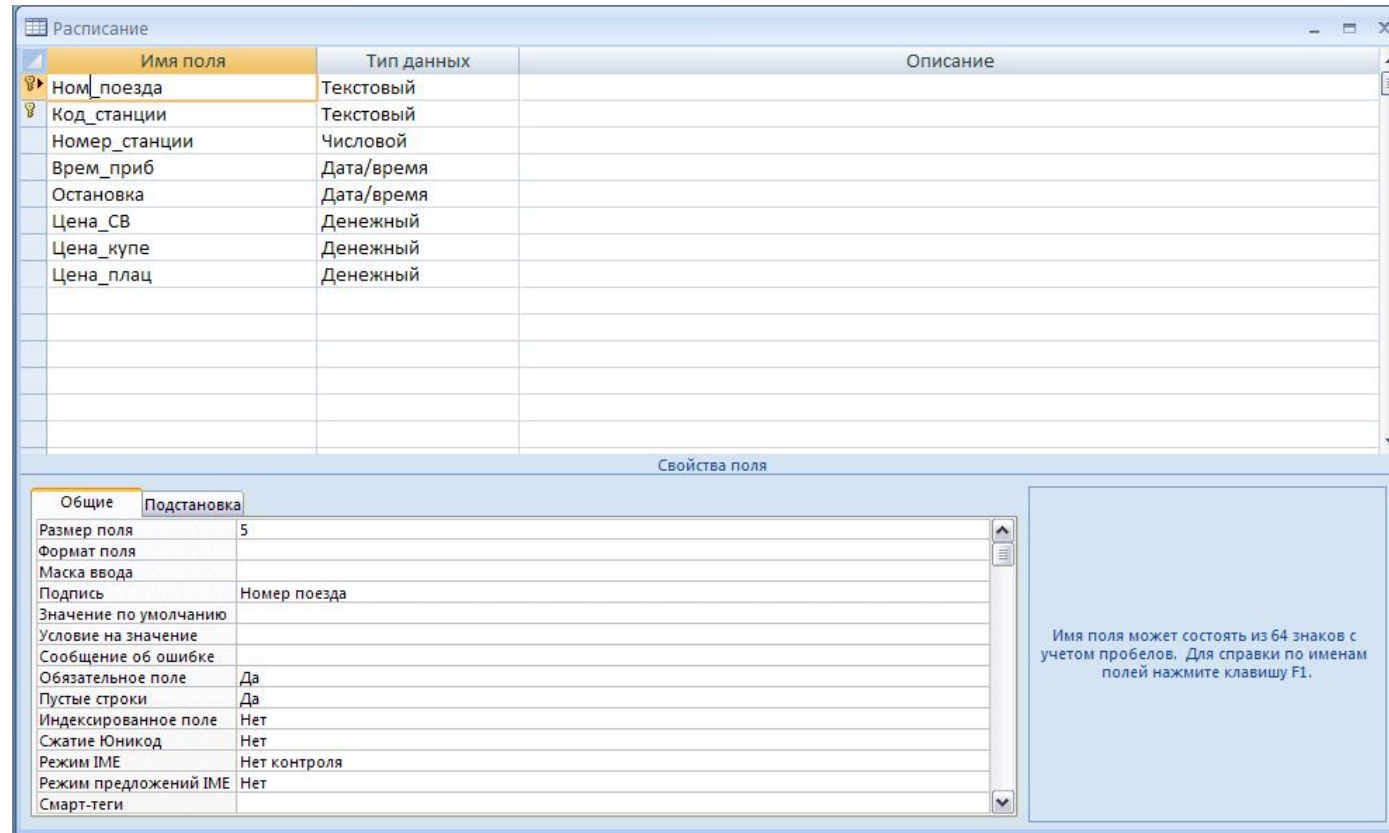 Расписание
Имя поля Тип данных Описание
Ном_поезда Текстовый
Код_станции Текстовый
Номер_станции Числовой
Врем_приб Дата/время
Остановка Дата/время
Цена_СВ Денежный
Цена_купе Денежный
Цена_плац Денежный
Свойства поля
Общие Подстановка
Размер поля 5
Формат поля
Маска ввода
Подпись Номер поезда
Значение по умолчанию
Условие на значение
Сообщение об ошибке
Обязательное поле Да
Пустые строки Да
Индексированное поле Нет
Сжатие Юникод Нет
Режим IME Нет контроля
Режим предложений IME Нет
Смарт-теги
Имя поля может состоять из 64 знаков с
учетом пробелов. Для справки по именам
полей нажмите клавишу F1.